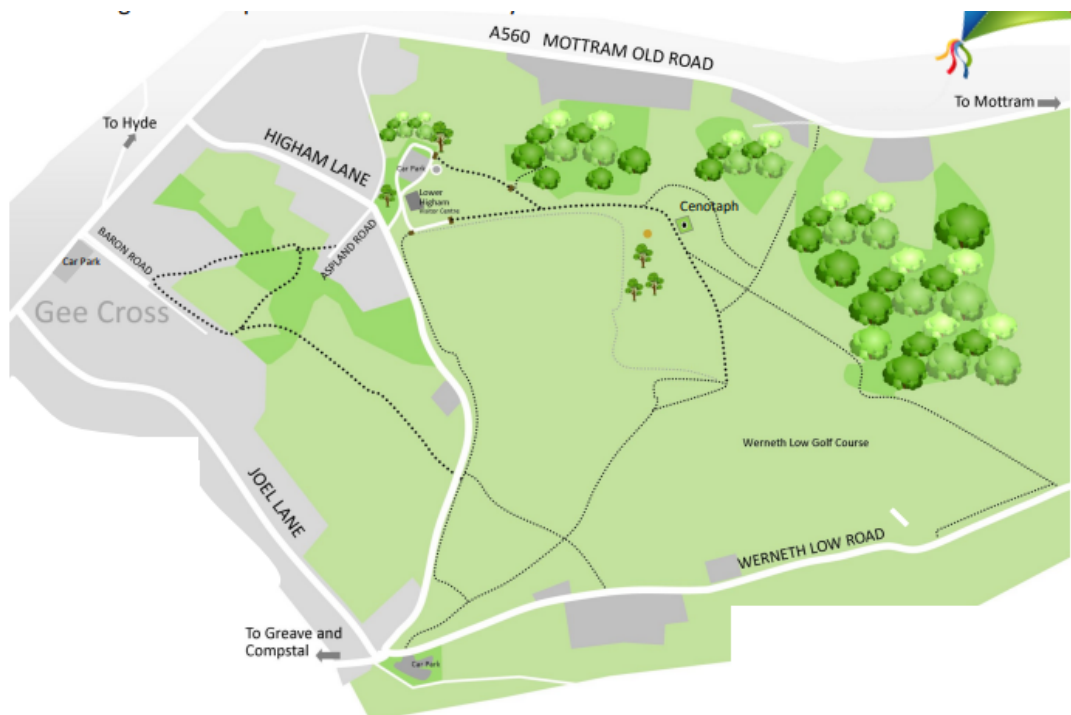 A560 MOTTRAM OLD ROAD
To Mottram
To Hyde
HIGHAM LANE
Car Park
Lower
Higham
Visitor Centre
Cenotaph
ASPLAND ROAD
BARON ROAD
Car Park
Gee Cross
Werneth Low Golf Course
JOEL LANE
WERNETH LOW ROAD
To Greave and
Compstal
Car Park